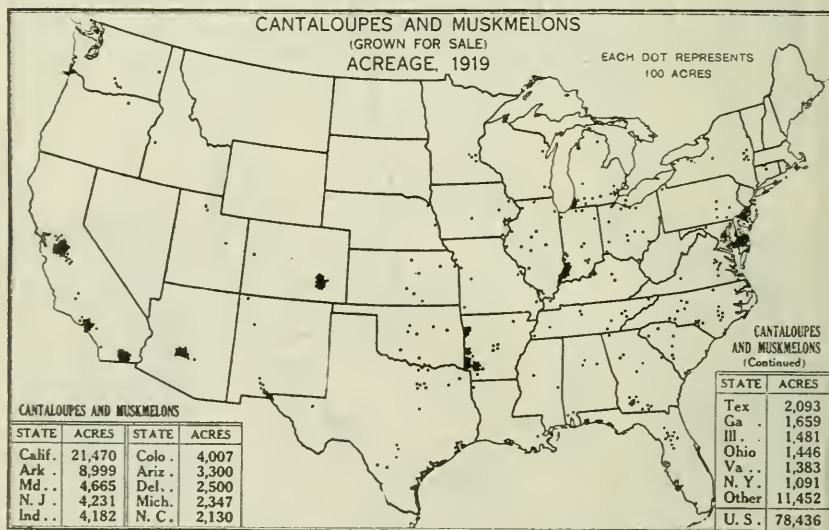 CANTALOUPES AND MUSKMELONS
(GROWN FOR SALE)
ACREAGE, 1919
EACH DOT REPRESENTS
100 ACRES
CANTALOUPES AND MUSKMELONS
STATE ACRES STATE ACRES
Calif. 21,470 Colo. 4,007
Ark. 8,999 Ariz. 3,300
Md.. 4,665 Del.. 2,500
N. J. 4,231 Mich. 2,347
Ind.. 4,182 N. C. 2,130
CANTALOUPES
AND MUSKMELONS
(Continued)
STATE ACRES
Tex 2,093
Ga. 1,659
Ill.. 1,481
Ohio 1,446
Va.. 1,383
N. Y. 1,091
Other 11,452
U. S. 78,436